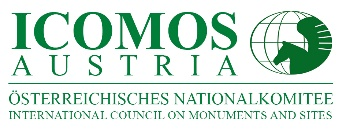 ICOMOS
AUSTRIA
ÖSTERREICHISCHES NATIONALKOMITEE
INTERNATIONAL COUNCIL ON MONUMENTS AND SITES